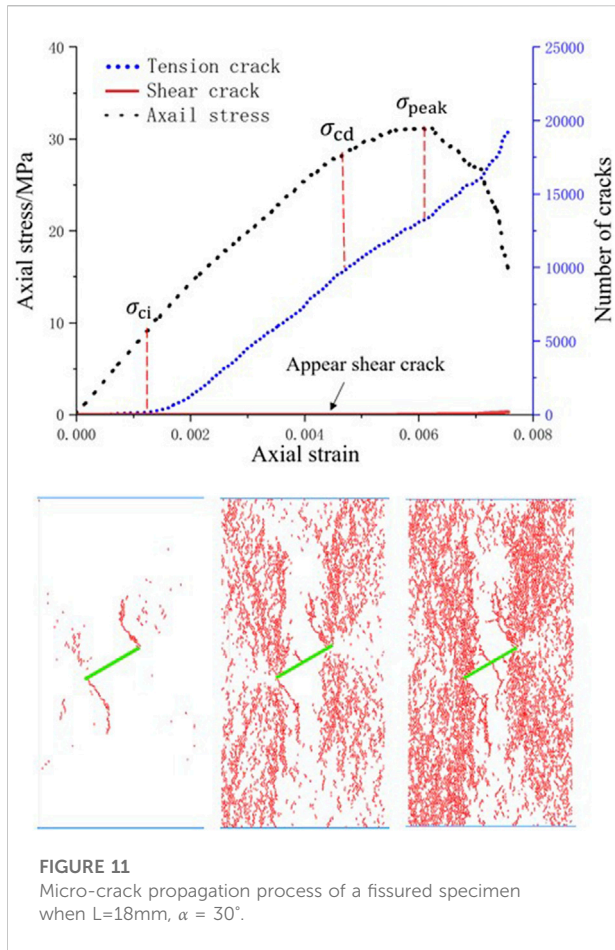 40
30
20
10
0
Axial stress/MPa
Tension crack
Shear crack
Axail stress
σci
σcd
σpeak
Appear shear crack
25000
20000
15000
10000
5000
0
Number of cracks
0.000
0.002
0.004
0.006
0.008
Axial strain
FIGURE 11
Micro-crack propagation process of a fissured specimen
when L=18mm, α = 30°.